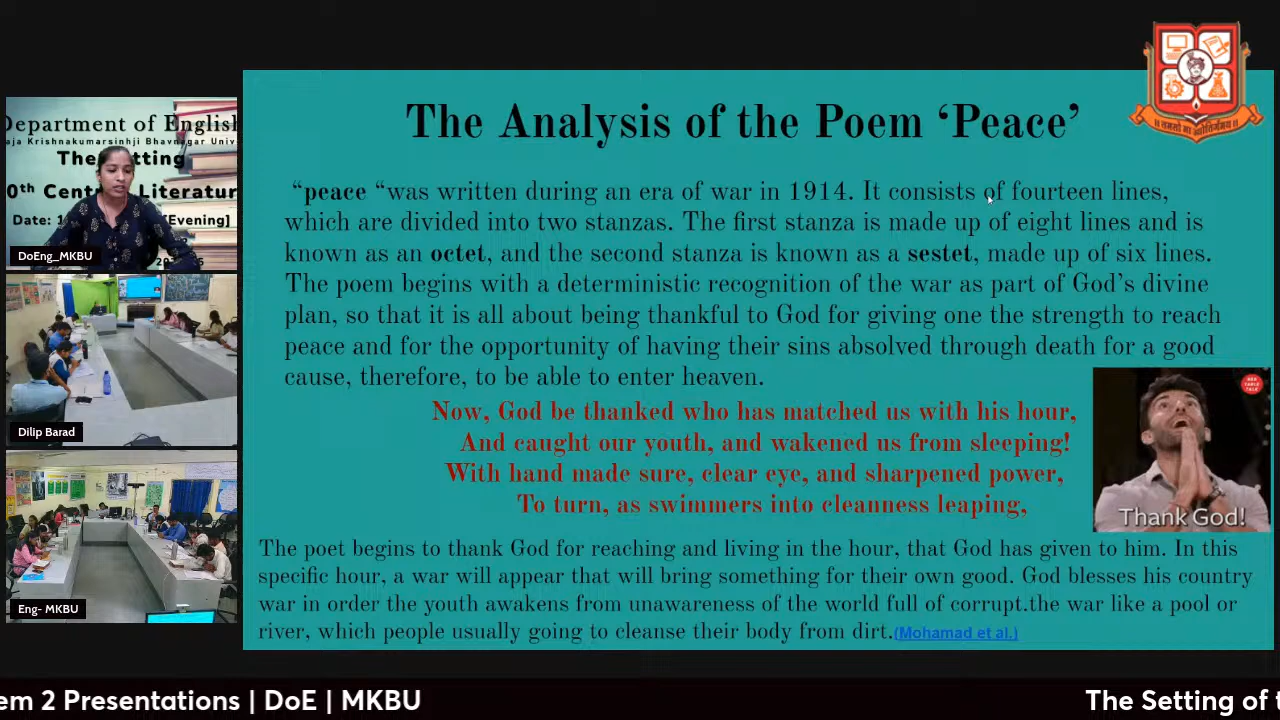 The Analysis of the Poem ‘Peace’
“peace “was written during an era of war in 1914. It consists of fourteen lines,
which are divided into two stanzas. The first stanza is made up of eight lines and is
known as an octet, and the second stanza is known as a sestet, made up of six lines.
The poem begins with a deterministic recognition of the war as part of God’s divine
plan, so that it is all about being thankful to God for giving one the strength to reach
peace and for the opportunity of having their sins absolved through death for a good
cause, therefore, to be able to enter heaven.
Now, God be thanked who has matched us with his hour,
And caught our youth, and wakened us from sleeping!
With hand made sure, clear eye, and sharpened power,
To turn, as swimmers into cleanness leaping,
Thank God!
The poet begins to thank God for reaching and living in the hour, that God has given to him. In this
specific hour, a war will appear that will bring something for their own good. God blesses his country
war in order the youth awakens from unawareness of the world full of corrupt.the war like a pool or
river, which people usually going to cleanse their body from dirt.(Mohamad et al.)
Department of English
aja Krishnakumarsinhji Bhavnagar Univ
The tting
0th Cent Literatur
Date: 1 [Evening]
DoEng_MKBU
Dilip Barad
Eng- MKBU
em 2 Presentations | DoE | MKBU
The Setting of t